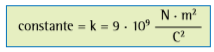 constante = k = 9 · 10⁹ N · m² / C²